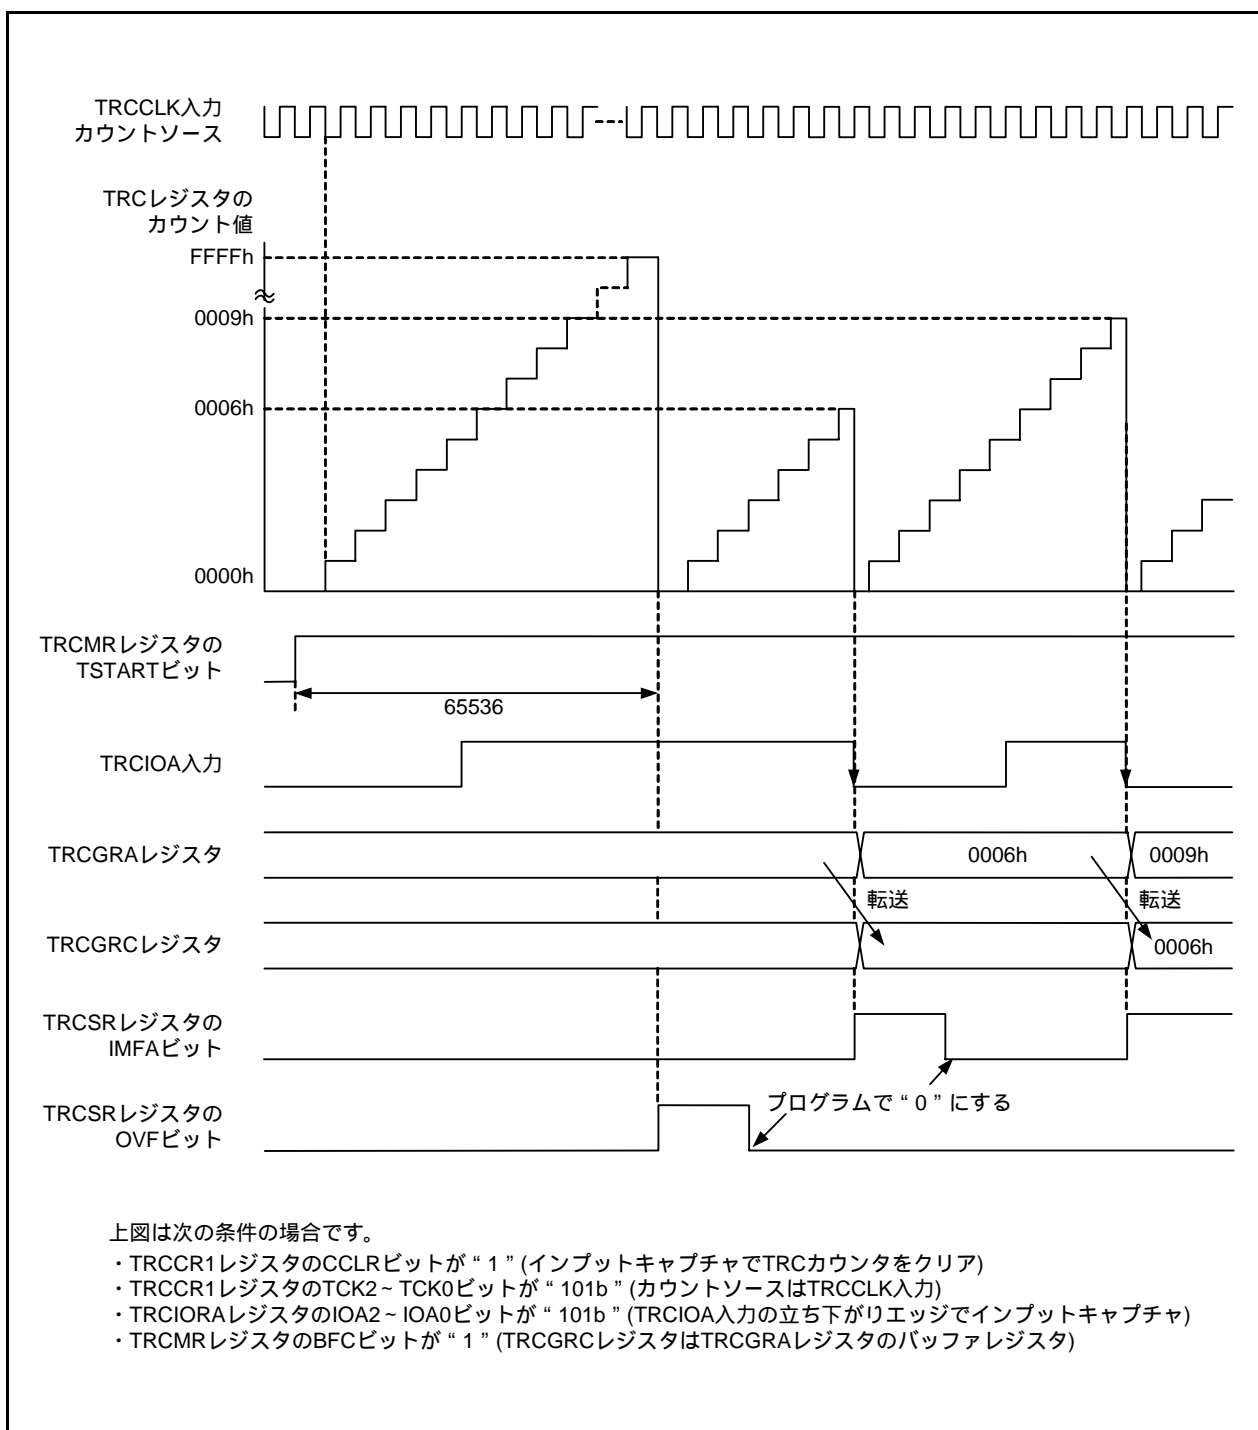 TRCCLK入力
カウントソース
TRCレジスタの
カウント値
FFFFh
0009h
0006h
0000h
TRCMRレジスタの
TSTARTビット
65536
TRCIOA入力
TRCGRAレジスタ
0006h
0009h
転送
転送
TRCGRCレジスタ
0006h
TRCSRレジスタの
IMFAビット
プログラムで“0”にする
TRCSRレジスタの
OVFビット
上図は次の条件の場合です。
・TRCCR1レジスタのCCLRビットが“1”(インプットキャプチャでTRCカウンタをクリア)
・TRCCR1レジスタのTCK2~TCK0ビットが“101b”(カウントソースはTRCCLK入力)
・TRCIORAレジスタのIOA2~IOA0ビットが“101b”(TRCIOA入力の立ち下がりエッジでインプットキャプチャ)
・TRCMRレジスタのBFCビットが“1”(TRCGRCレジスタはTRCGRAレジスタのバッファレジスタ)